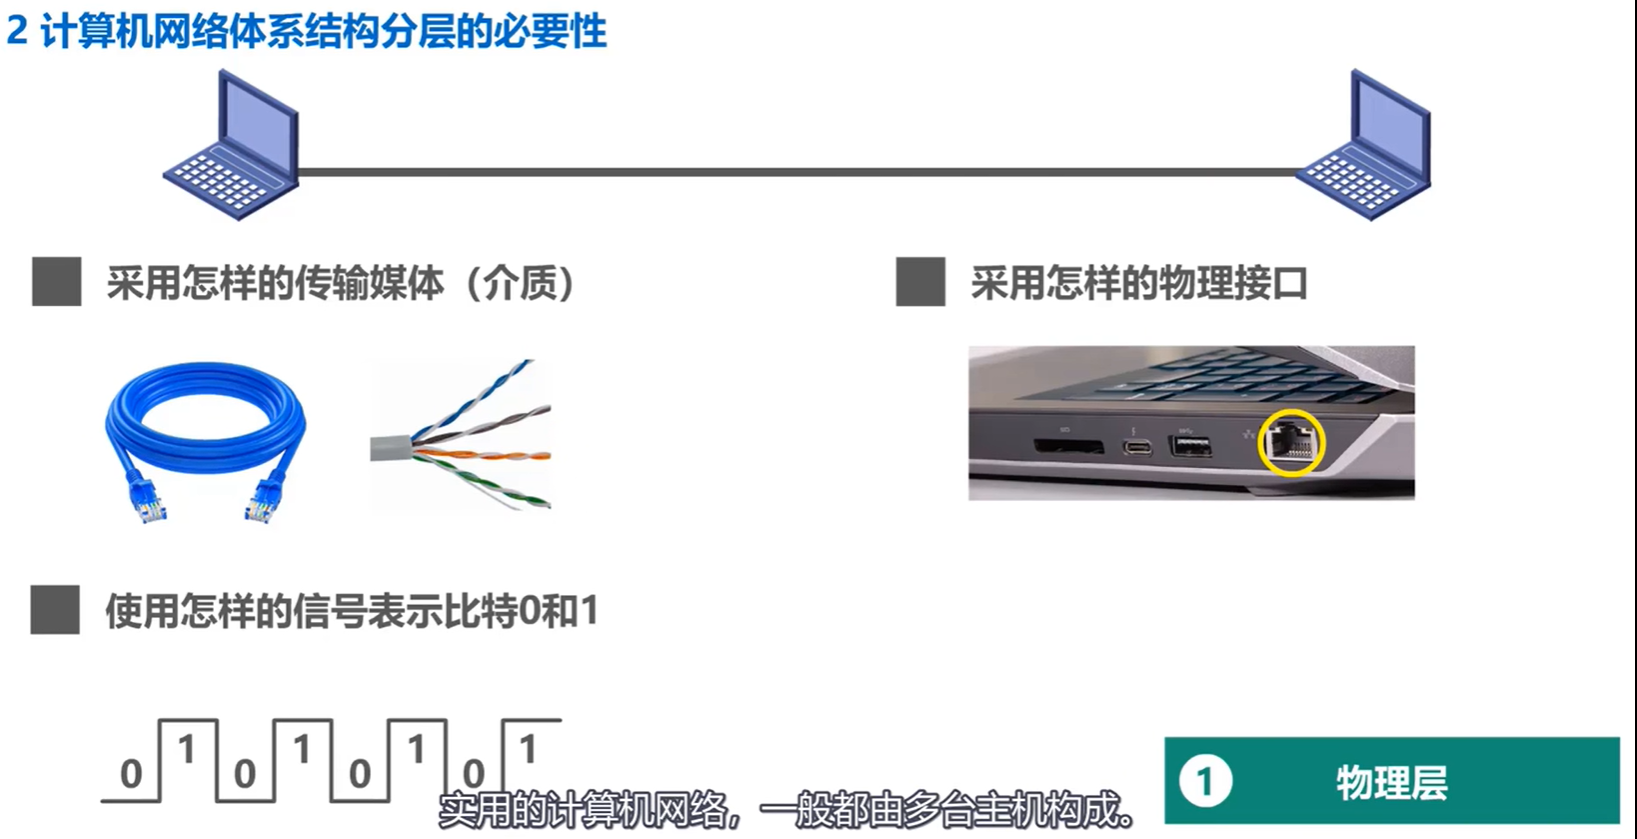 2 计算机网络体系结构分层的必要性
采用怎样的传输媒体（介质）
采用怎样的物理接口
使用怎样的信号表示比特0和1
0 1 0 1 0 1 0 1
1 物理层
实用的计算机网络，一般都由多台主机构成。